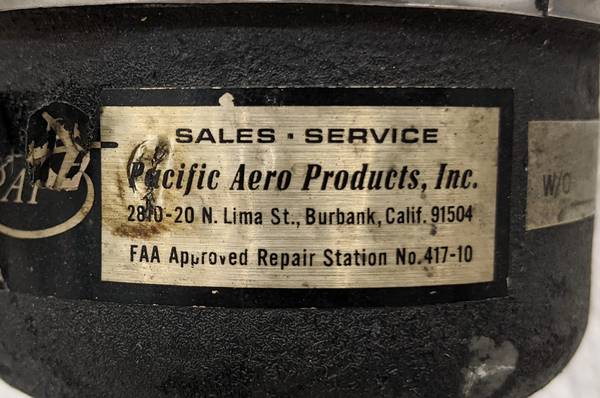 SALES · SERVICE
Pacific Aero Products, Inc.
2810-20 N. Lima St., Burbank, Calif. 91504
FAA Approved Repair Station No. 417-10
W/O